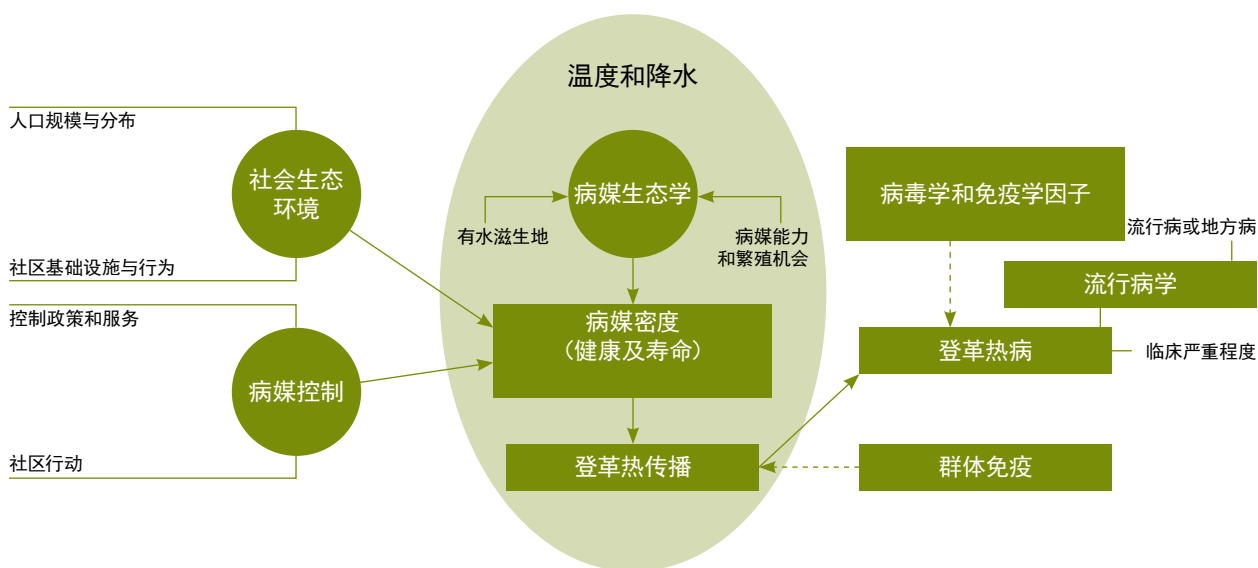 温度和降水
人口规模与分布
社会生态
环境
社区基础设施与行为
控制政策和服务
病媒控制
社区行动
病媒生态学
有水滋生地
病媒能力
和繁殖机会
病媒密度
（健康及寿命）
登革热传播
病毒学和免疫学因子
流行病或地方病
流行病学
登革热病
临床严重程度
群体免疫